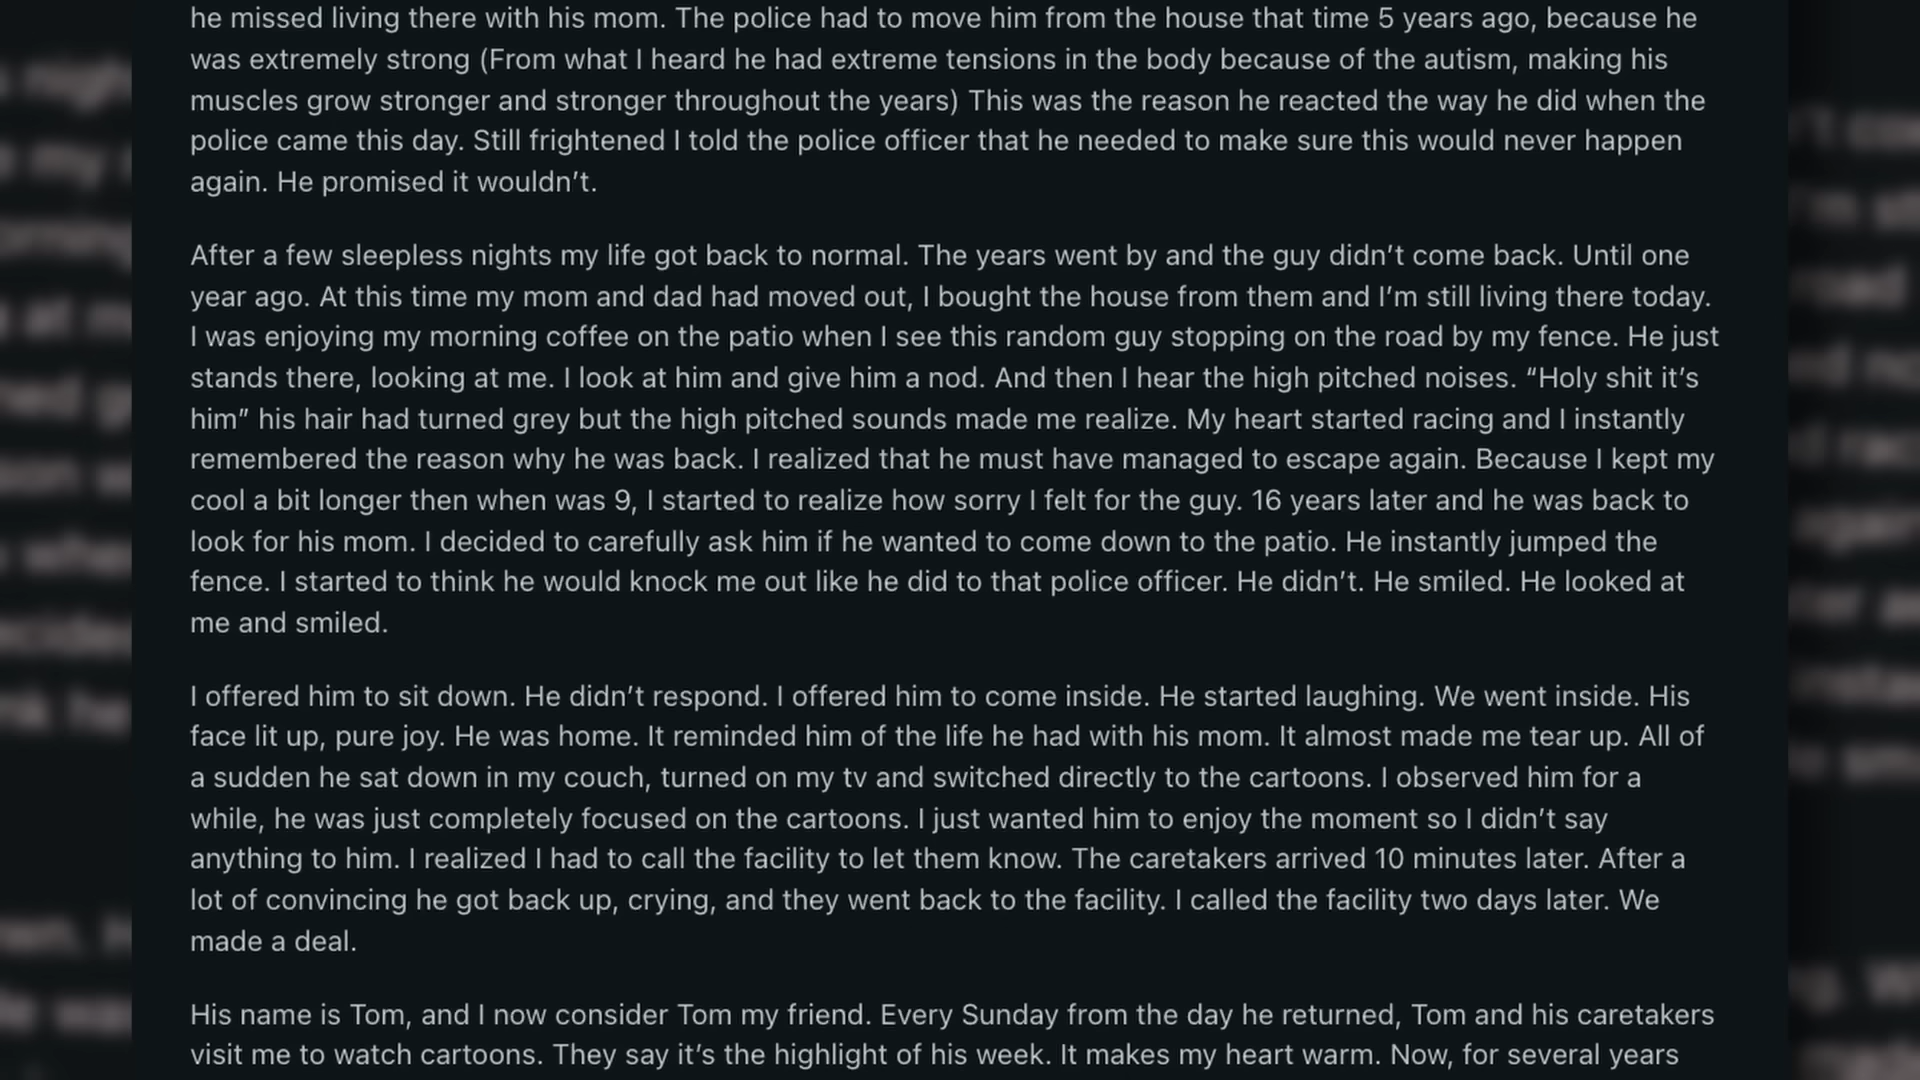 he missed living there with his mom. The police had to move him from the house that time 5 years ago, because he
was extremely strong (From what I heard he had extreme tensions in the body because of the autism, making his
muscles grow stronger and stronger throughout the years) This was the reason he reacted the way he did when the
police came this day. Still frightened I told the police officer that he needed to make sure this would never happen
again. He promised it wouldn’t.
After a few sleepless nights my life got back to normal. The years went by and the guy didn’t come back. Until one
year ago. At this time my mom and dad had moved out, I bought the house from them and I’m still living there today.
I was enjoying my morning coffee on the patio when I see this random guy stopping on the road by my fence. He just
stands there, looking at me. I look at him and give him a nod. And then I hear the high pitched noises. “Holy shit it’s
him” his hair had turned grey but the high pitched sounds made me realize. My heart started racing and I instantly
remembered the reason why he was back. I realized that he must have managed to escape again. Because I kept my
cool a bit longer then when was 9, I started to realize how sorry I felt for the guy. 16 years later and he was back to
look for his mom. I decided to carefully ask him if he wanted to come down to the patio. He instantly jumped the
fence. I started to think he would knock me out like he did to that police officer. He didn’t. He smiled. He looked at
me and smiled.
I offered him to sit down. He didn’t respond. I offered him to come inside. He started laughing. We went inside. His
face lit up, pure joy. He was home. It reminded him of the life he had with his mom. It almost made me tear up. All of
a sudden he sat down in my couch, turned on my tv and switched directly to the cartoons. I observed him for a
while, he was just completely focused on the cartoons. I just wanted him to enjoy the moment so I didn’t say
anything to him. I realized I had to call the facility to let them know. The caretakers arrived 10 minutes later. After a
lot of convincing he got back up, crying, and they went back to the facility. I called the facility two days later. We
made a deal.
His name is Tom, and I now consider Tom my friend. Every Sunday from the day he returned, Tom and his caretakers
visit me to watch cartoons. They say it’s the highlight of his week. It makes my heart warm. Now, for several years